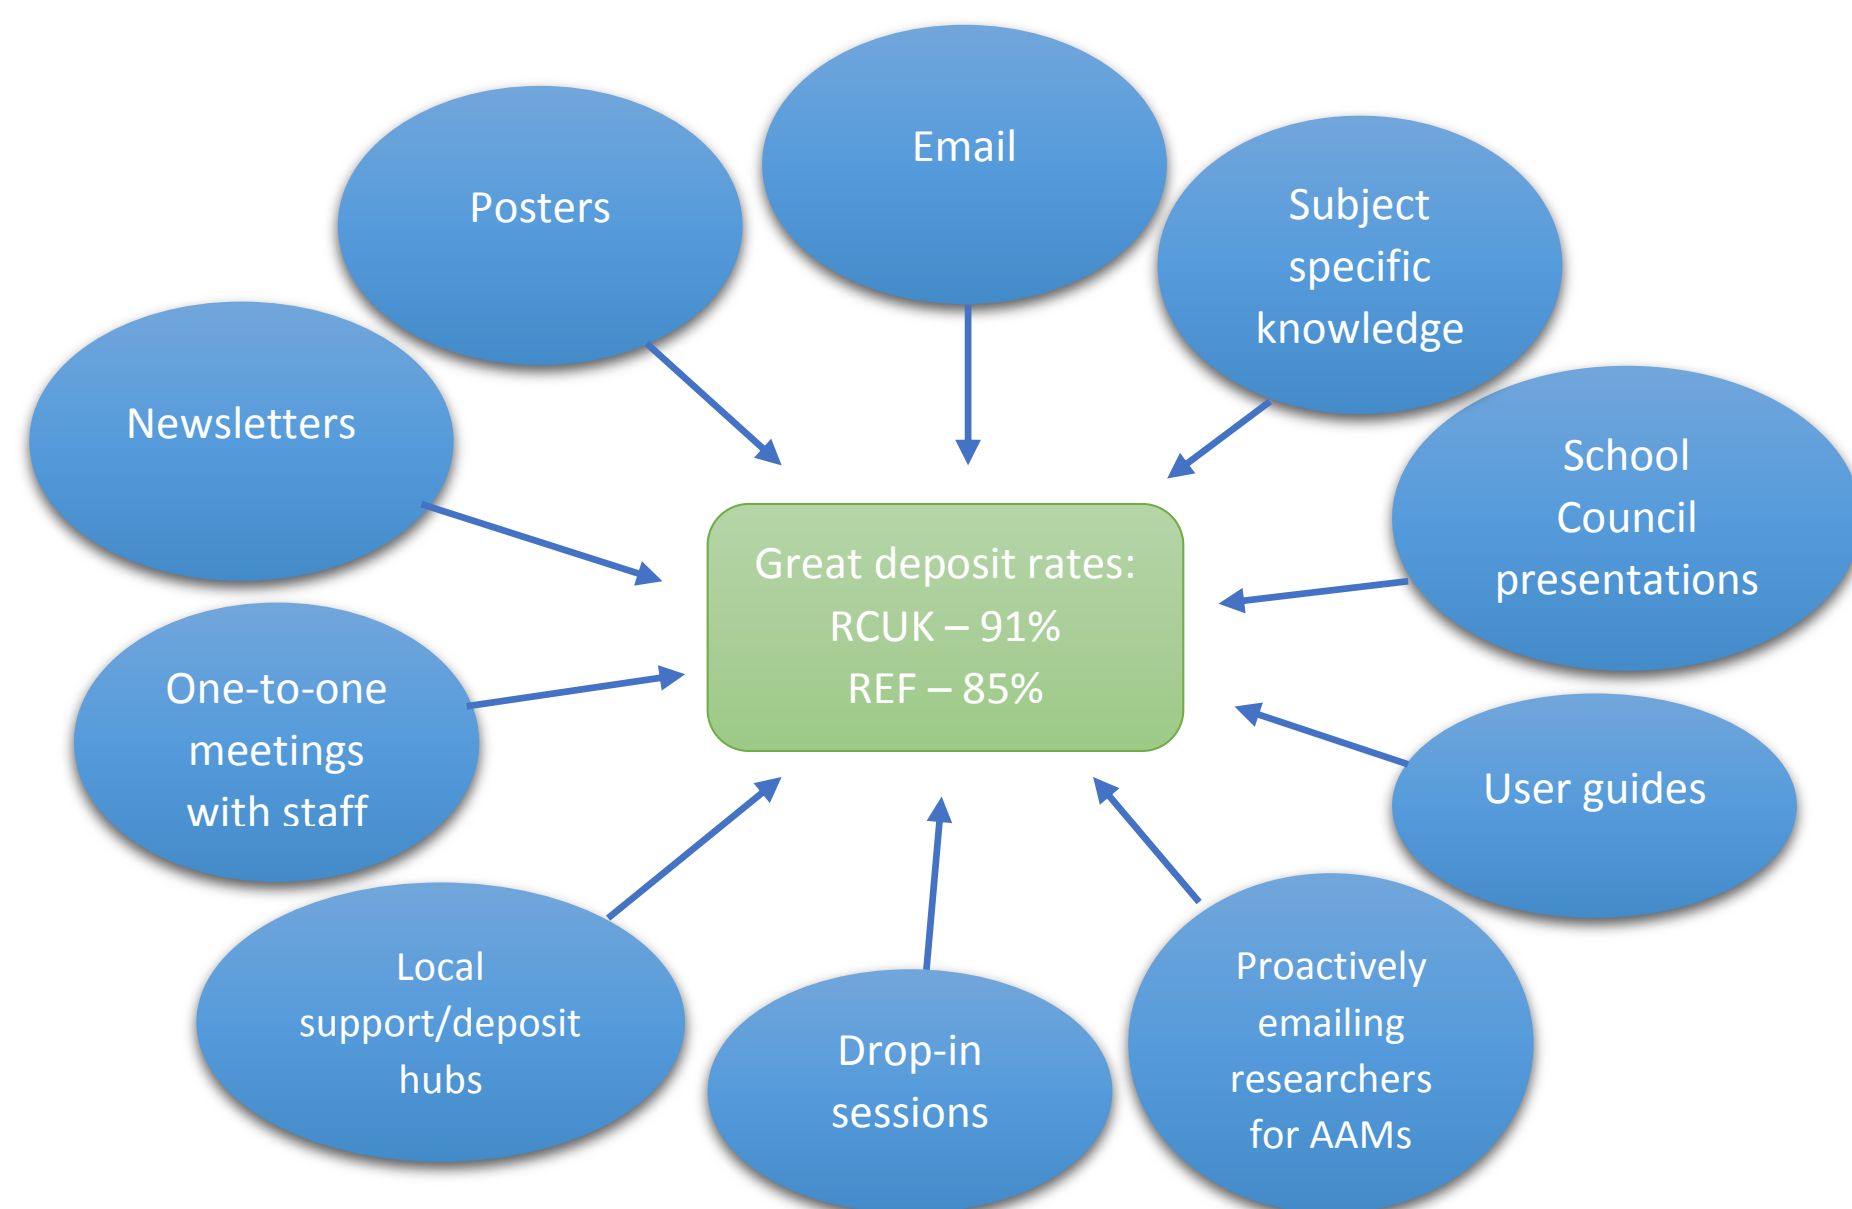 Email
Posters
Subject
specific
knowledge
Newsletters
School
Council
presentations
Great deposit rates:
RCUK – 91%
REF – 85%
One-to-one
meetings
with staff
User guides
Local
support/deposit
hubs
Drop-in
sessions
Proactively
emailing
researchers
for AAMs